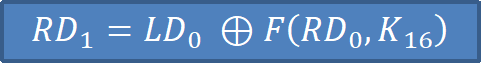 RD₁ = LD₀ ⊕ F(RD₀, K₁₆)